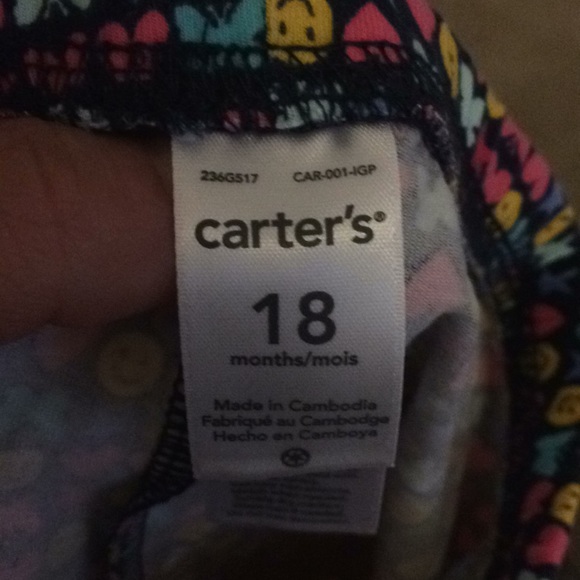 236G517 CAR-001-IGP
carter's®
18
months/mois
Made in Cambodia
Fabriqué au Cambodge
Hecho en Camboya